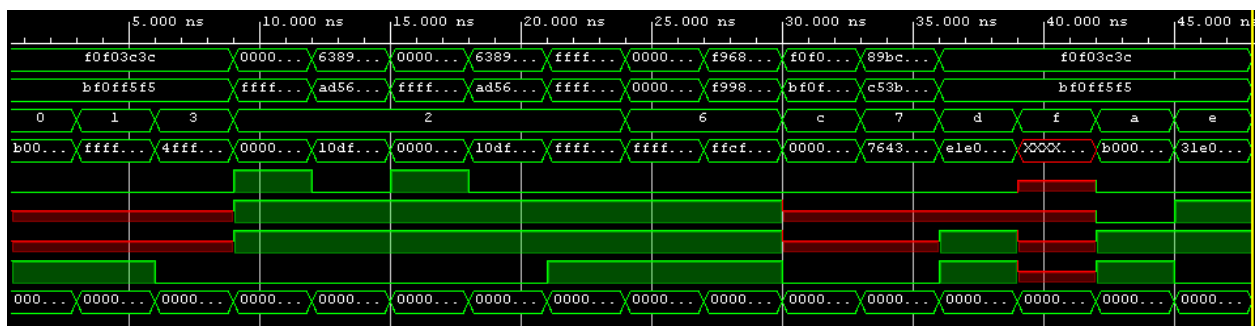 5.000 ns 10.000 ns 15.000 ns 20.000 ns 25.000 ns 30.000 ns 35.000 ns 40.000 ns 45.000 n
f0f03c3c 0000... 6389... 0000... 6389... ffff... 0000... f968... f0f0... 89bc... f0f03c3c
bf0ff5f5 ffff... ad56... ffff... ad56... ffff... 0000... f998... bf0f... c53b... bf0ff5f5
0 1 3 2 6 c 7 d f a e
b00... ffff... 4fff... 0000... 10df... 0000... 10df... ffff... ffff... ffcf... 0000... 7643... e1e0... XXXX... b000... 31e0...
000... 0000... 0000... 0000... 0000... 0000... 0000... 0000... 0000... 0000... 0000... 0000... 0000... 0000... 0000... 0000...